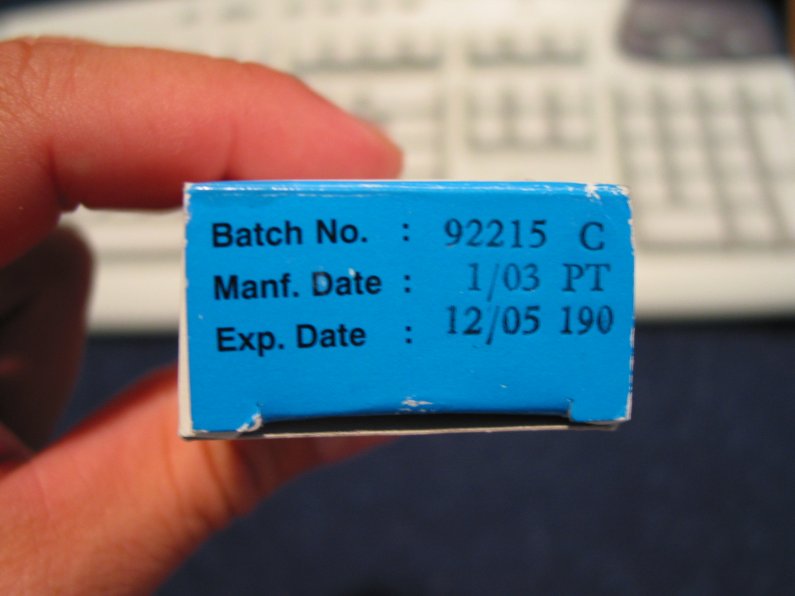 Batch No. : 92215 C
Manf. Date : 1/03 PT
Exp. Date : 12/05 190